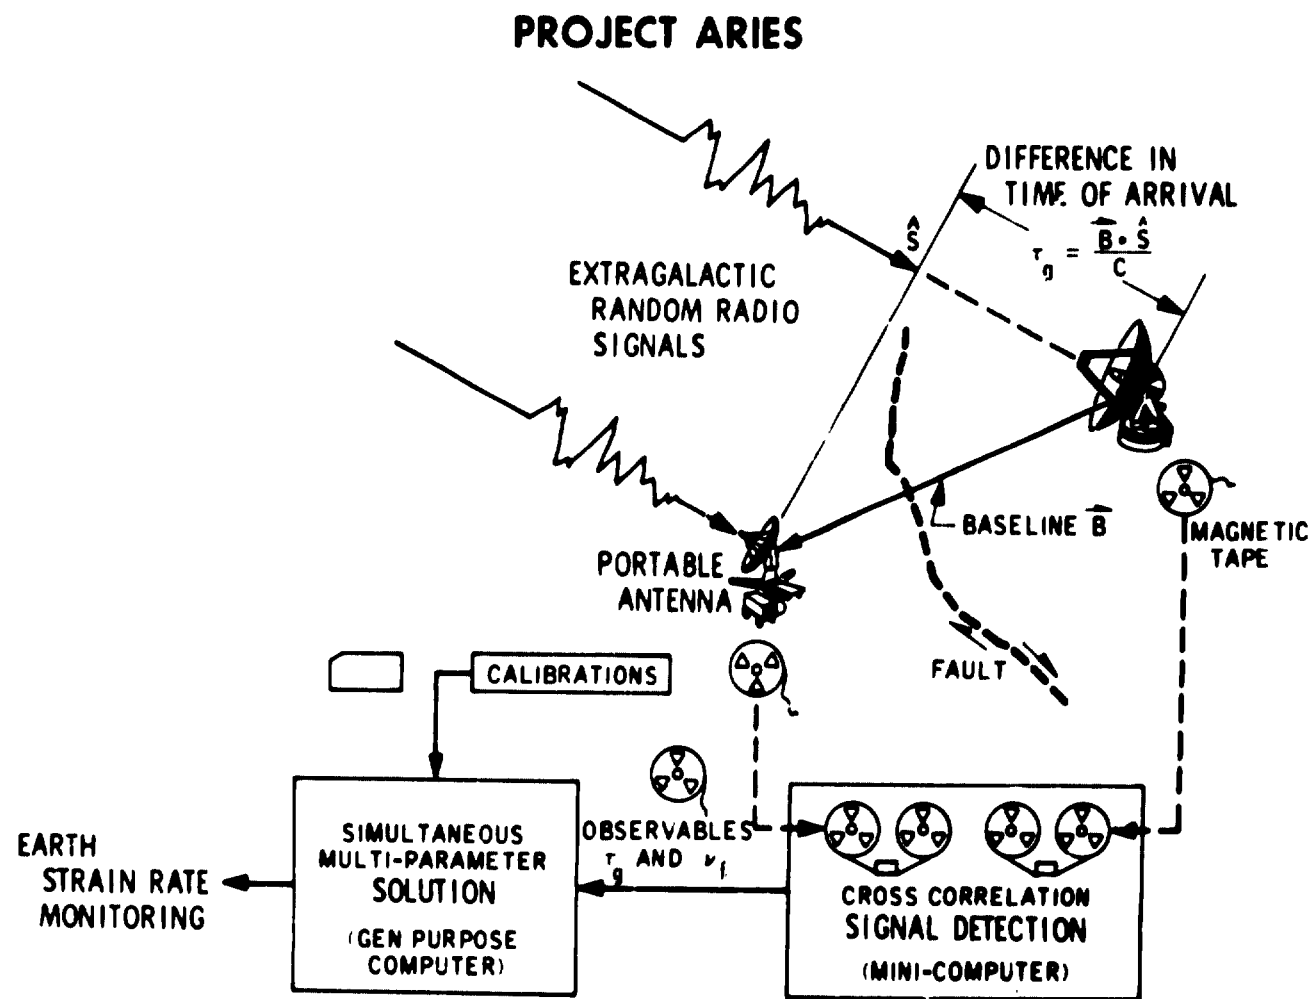 PROJECT ARIES
DIFFERENCE IN
TIME OF ARRIVAL
Ŝ
τg = B⃗ • Ŝ / C
EXTRAGALACTIC
RANDOM RADIO
SIGNALS
BASELINE B⃗
MAGNETIC
TAPE
PORTABLE
ANTENNA
FAULT
CALIBRATIONS
SIMULTANEOUS
MULTI-PARAMETER
SOLUTION
(GEN PURPOSE
COMPUTER)
OBSERVABLES
τg AND νf
CROSS CORRELATION
SIGNAL DETECTION
(MINI-COMPUTER)
EARTH
STRAIN RATE
MONITORING